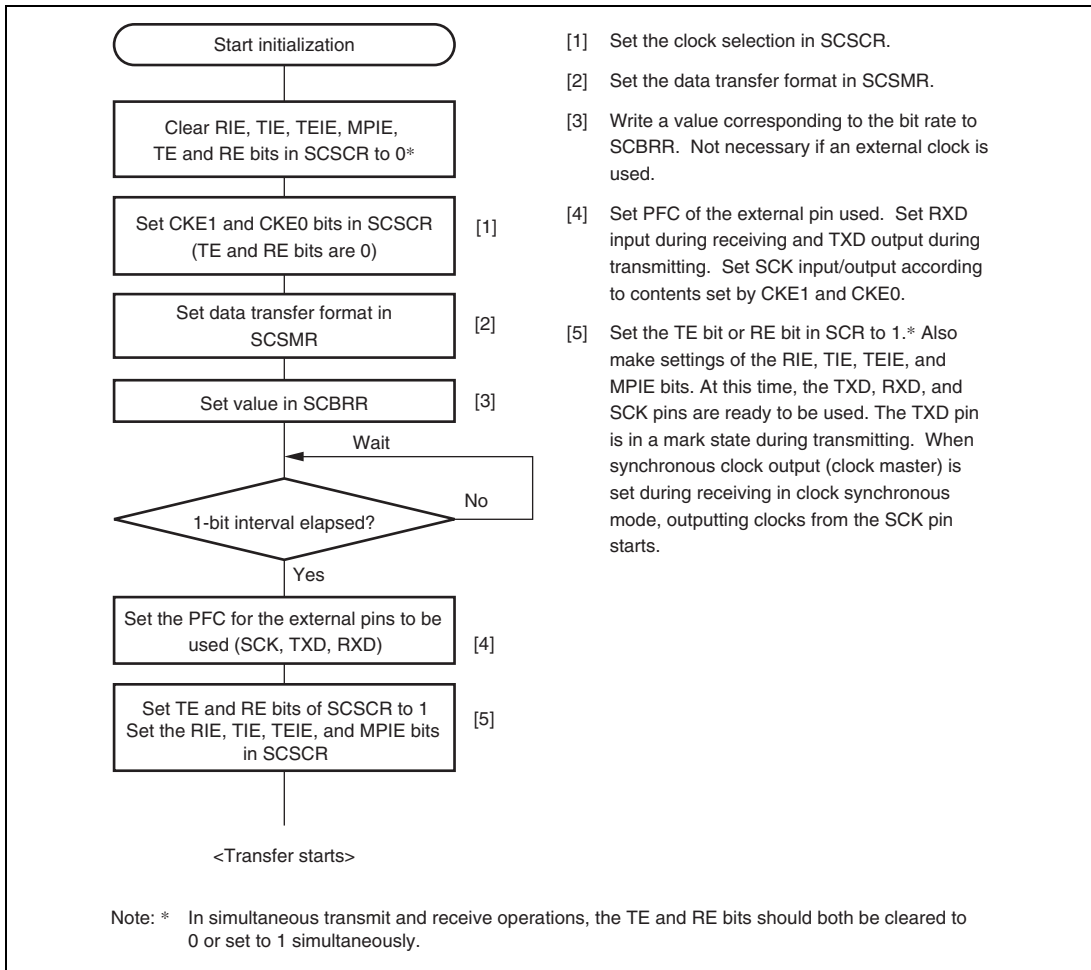 Start initialization
Clear RIE, TIE, TEIE, MPIE,
TE and RE bits in SCSCR to 0*
Set CKE1 and CKE0 bits in SCSCR
(TE and RE bits are 0)
[1]
Set data transfer format in
SCSMR
[2]
Set value in SCBRR
[3]
Wait
1-bit interval elapsed?
No
Yes
Set the PFC for the external pins to be
used (SCK, TXD, RXD)
[4]
Set TE and RE bits of SCSCR to 1
Set the RIE, TIE, TEIE, and MPIE bits
in SCSCR
[5]
<Transfer starts>
[1] Set the clock selection in SCSCR.
[2] Set the data transfer format in SCSMR.
[3] Write a value corresponding to the bit rate to
SCBRR. Not necessary if an external clock is
used.
[4] Set PFC of the external pin used. Set RXD
input during receiving and TXD output during
transmitting. Set SCK input/output according
to contents set by CKE1 and CKE0.
[5] Set the TE bit or RE bit in SCR to 1.* Also
make settings of the RIE, TIE, TEIE, and
MPIE bits. At this time, the TXD, RXD, and
SCK pins are ready to be used. The TXD pin
is in a mark state during transmitting. When
synchronous clock output (clock master) is
set during receiving in clock synchronous
mode, outputting clocks from the SCK pin
starts.
Note: * In simultaneous transmit and receive operations, the TE and RE bits should both be cleared to
0 or set to 1 simultaneously.